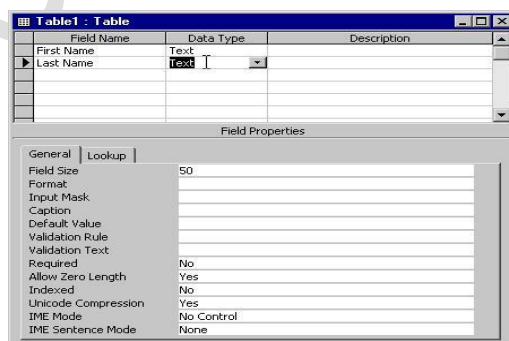 Table1 : Table
Field Name Data Type Description
First Name Text
Last Name Text
Field Properties
General Lookup
Field Size 50
Format
Input Mask
Caption
Default Value
Validation Rule
Validation Text
Required No
Allow Zero Length Yes
Indexed No
Unicode Compression Yes
IME Mode No Control
IME Sentence Mode None